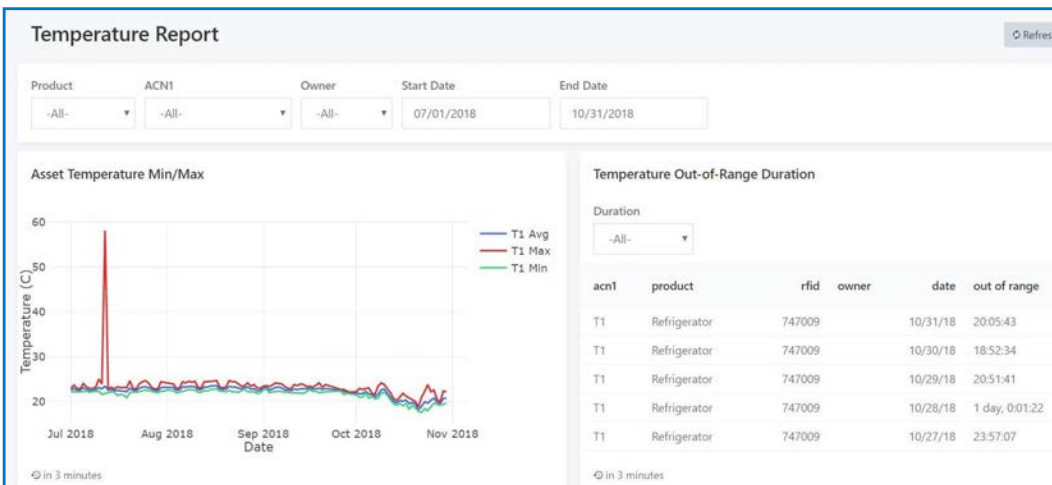 Temperature Report
Refres
Product ACN1 Owner Start Date End Date
-All- -All- -All- 07/01/2018 10/31/2018
Asset Temperature Min/Max
Temperature (C)
60
50
40
30
20
T1 Avg
T1 Max
T1 Min
Jul 2018 Aug 2018 Sep 2018 Oct 2018 Nov 2018
Date
in 3 minutes
Temperature Out-of-Range Duration
Duration
-All-
acn1 product rfid owner date out of range
T1 Refrigerator 747009 10/31/18 20:05:43
T1 Refrigerator 747009 10/30/18 18:52:34
T1 Refrigerator 747009 10/29/18 20:51:41
T1 Refrigerator 747009 10/28/18 1 day, 0:01:22
T1 Refrigerator 747009 10/27/18 23:57:07
in 3 minutes